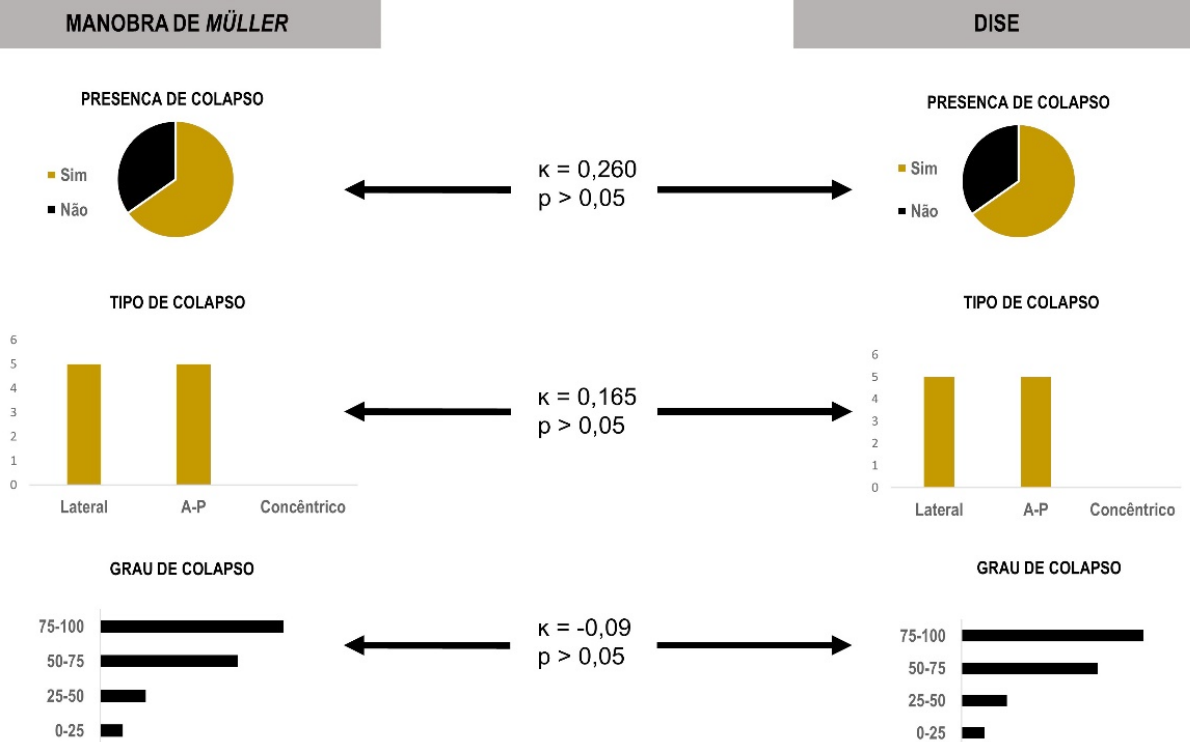 MANOBRA DE MÜLLER
DISE
PRESENCA DE COLAPSO
Sim
Não
κ = 0,260
p > 0,05
PRESENCA DE COLAPSO
Sim
Não
TIPO DE COLAPSO
6
5
4
3
2
1
0
Lateral A-P Concêntrico
κ = 0,165
p > 0,05
TIPO DE COLAPSO
6
5
4
3
2
1
0
Lateral A-P Concêntrico
GRAU DE COLAPSO
75-100
50-75
25-50
0-25
κ = -0,09
p > 0,05
GRAU DE COLAPSO
75-100
50-75
25-50
0-25